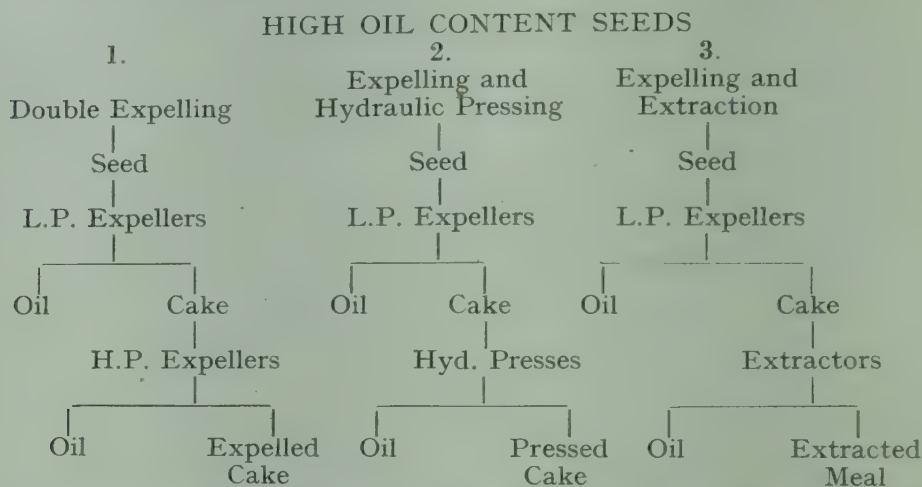 HIGH OIL CONTENT SEEDS
1.
Double Expelling
Seed
L.P. Expellers
Oil Cake
H.P. Expellers
Oil Expelled
Cake
2.
Expelling and
Hydraulic Pressing
Seed
L.P. Expellers
Oil Cake
Hyd. Presses
Oil Pressed
Cake
3.
Expelling and
Extraction
Seed
L.P. Expellers
Oil Cake
Extractors
Oil Extracted
Meal